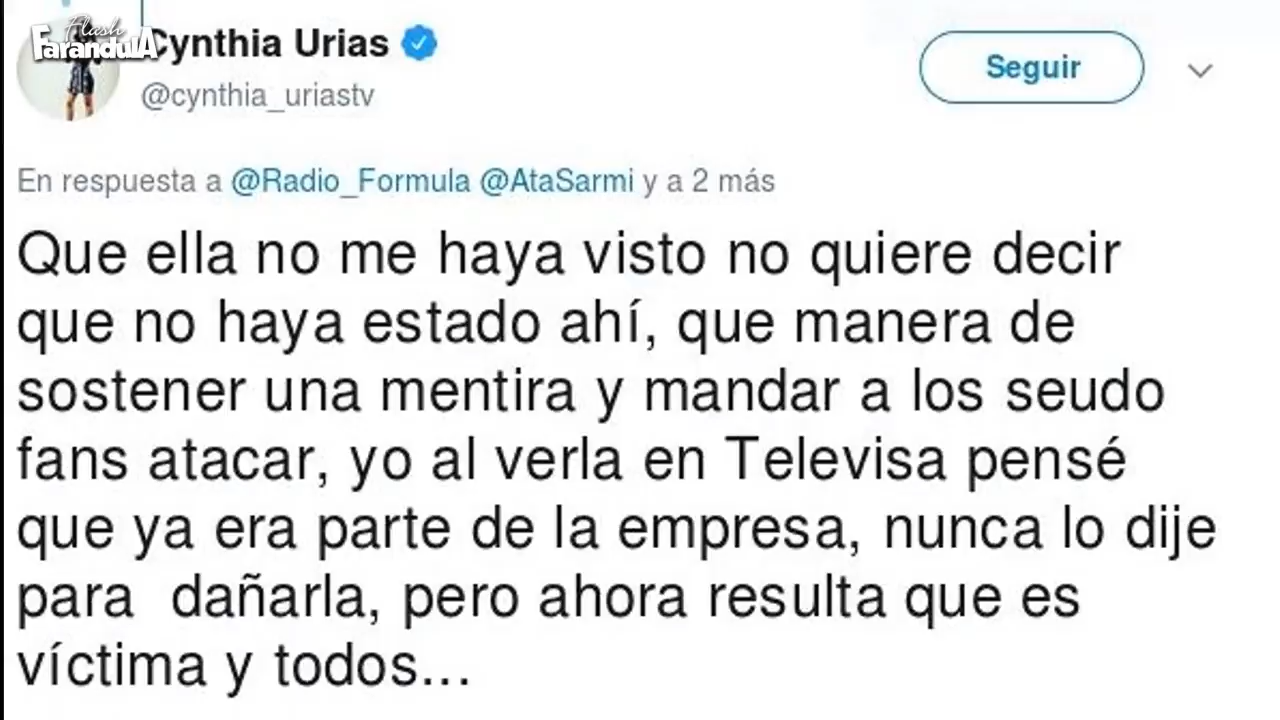 Flash
FarándulA
Cynthia Urias
Seguir
@cynthia_uriastv
En respuesta a @Radio_Formula @AtaSarmi y a 2 más
Que ella no me haya visto no quiere decir
que no haya estado ahí, que manera de
sostener una mentira y mandar a los seudo
fans atacar, yo al verla en Televisa pensé
que ya era parte de la empresa, nunca lo dije
para dañarla, pero ahora resulta que es
víctima y todos...